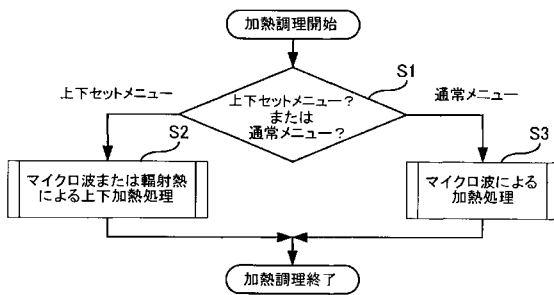 加熱調理開始
S1
上下セットメニュー
上下セットメニュー?
または
通常メニュー?
通常メニュー
S2
S3
マイクロ波または輻射熱
による上下加熱処理
マイクロ波による
加熱処理
加熱調理終了